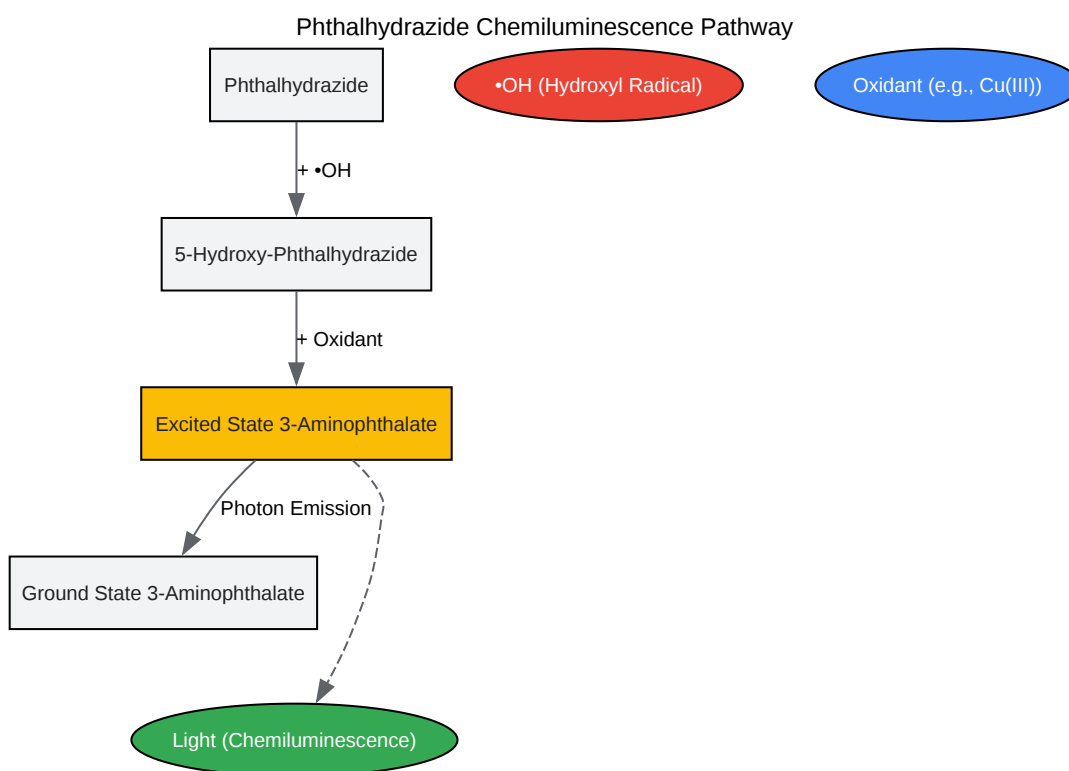 Phthalhydrazide Chemiluminescence Pathway
Phthalhydrazide
•OH (Hydroxyl Radical)
Oxidant (e.g., Cu(III))
+ •OH
5-Hydroxy-Phthalhydrazide
+ Oxidant
Excited State 3-Aminophthalate
Photon Emission
Ground State 3-Aminophthalate
Light (Chemiluminescence)